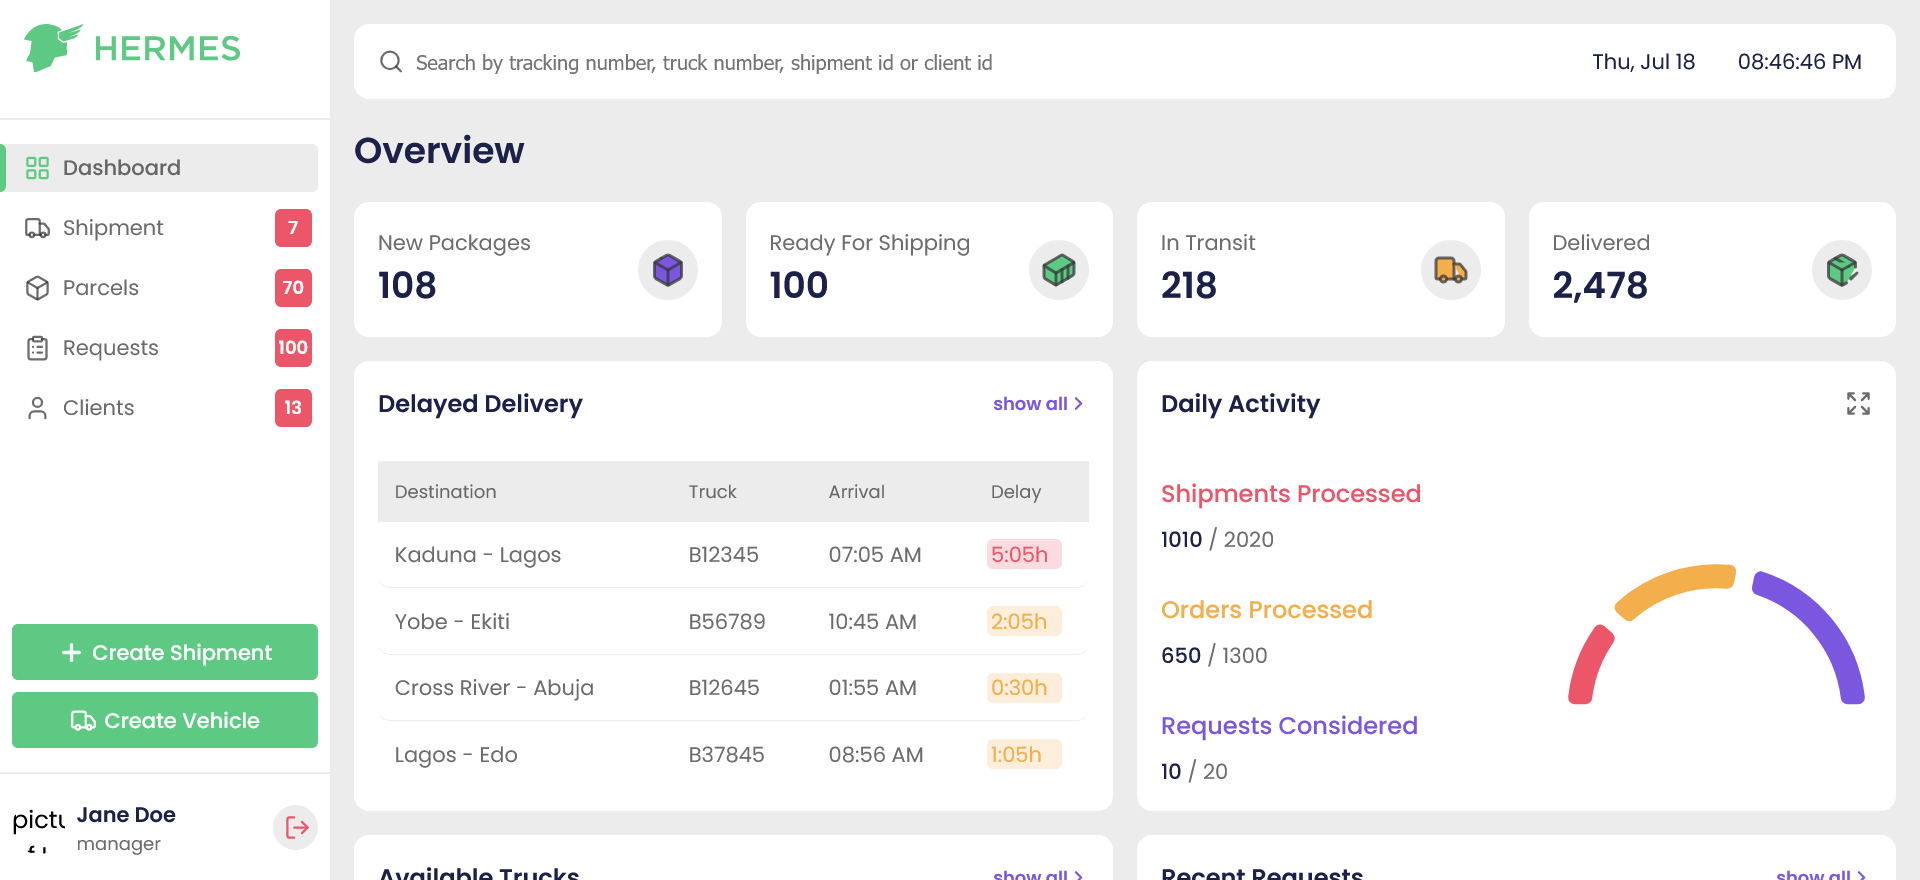 HERMES
Search by tracking number, truck number, shipment id or client id
Thu, Jul 18
08:46:46 PM
Dashboard
Shipment 7
Parcels 70
Requests 100
Clients 13
Create Shipment
Create Vehicle
Jane Doe
manager
Overview
New Packages
108
Ready For Shipping
100
In Transit
218
Delivered
2,478
Delayed Delivery
show all
Destination Truck Arrival Delay
Kaduna - Lagos B12345 07:05 AM 5:05h
Yobe - Ekiti B56789 10:45 AM 2:05h
Cross River - Abuja B12645 01:55 AM 0:30h
Lagos - Edo B37845 08:56 AM 1:05h
Daily Activity
Shipments Processed
1010 / 2020
Orders Processed
650 / 1300
Requests Considered
10 / 20
Available Trucks
show all
Recent Requests
show all